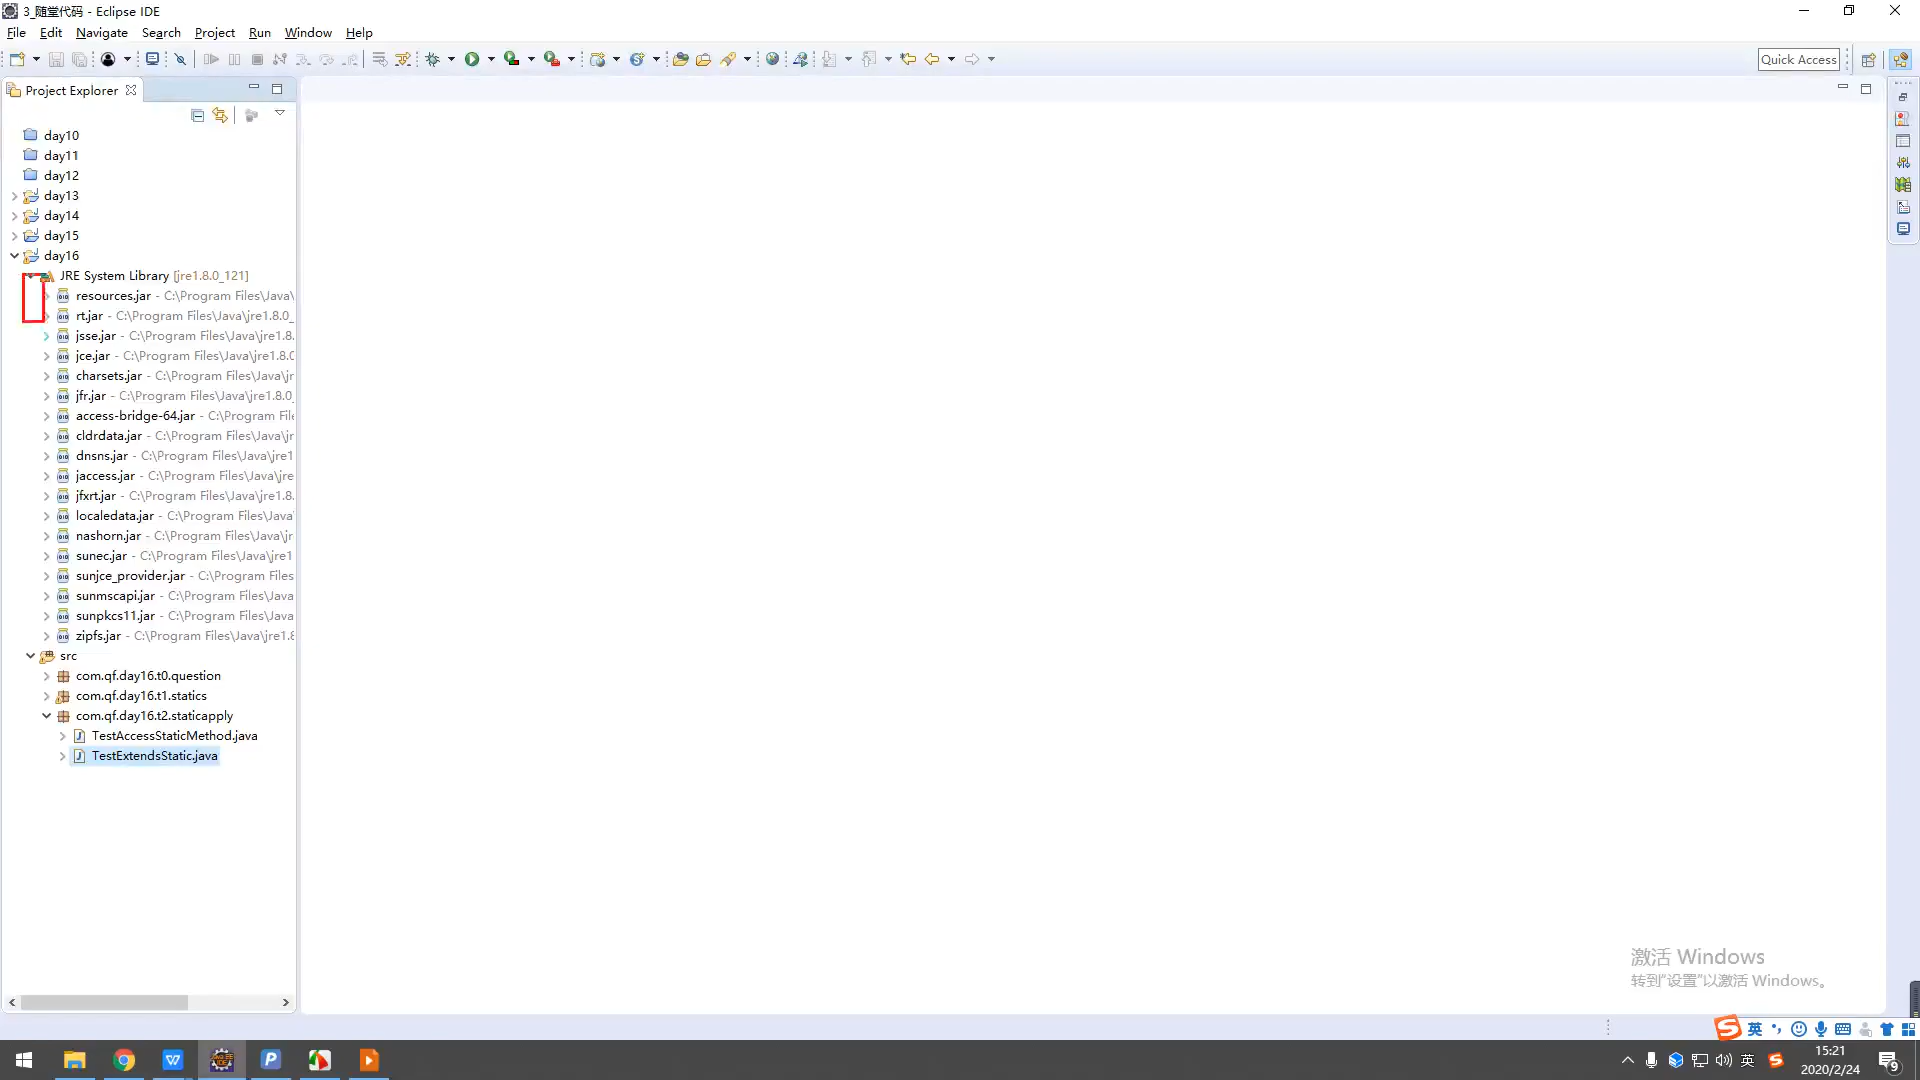 3_随堂代码 - Eclipse IDE
File Edit Navigate Search Project Run Window Help
Quick Access
Project Explorer
day10
day11
day12
day13
day14
day15
day16
JRE System Library [jre1.8.0_121]
resources.jar - C:\Program Files\Java\
rt.jar - C:\Program Files\Java\jre1.8.0_
jsse.jar - C:\Program Files\Java\jre1.8.
jce.jar - C:\Program Files\Java\jre1.8.0
charsets.jar - C:\Program Files\Java\jr
jfr.jar - C:\Program Files\Java\jre1.8.0_
access-bridge-64.jar - C:\Program File
cldrdata.jar - C:\Program Files\Java\jr
dnsns.jar - C:\Program Files\Java\jre1
jaccess.jar - C:\Program Files\Java\jre
jfxrt.jar - C:\Program Files\Java\jre1.8.
localedata.jar - C:\Program Files\Java\
nashorn.jar - C:\Program Files\Java\jr
sunec.jar - C:\Program Files\Java\jre1
sunjce_provider.jar - C:\Program Files
sunmscapi.jar - C:\Program Files\Java
sunpkcs11.jar - C:\Program Files\Java
zipfs.jar - C:\Program Files\Java\jre1.8
src
com.qf.day16.t0.question
com.qf.day16.t1.statics
com.qf.day16.t2.staticapply
TestAccessStaticMethod.java
TestExtendsStatic.java
激活 Windows
转到"设置"以激活 Windows。
英
英
15:21
2020/2/24
9